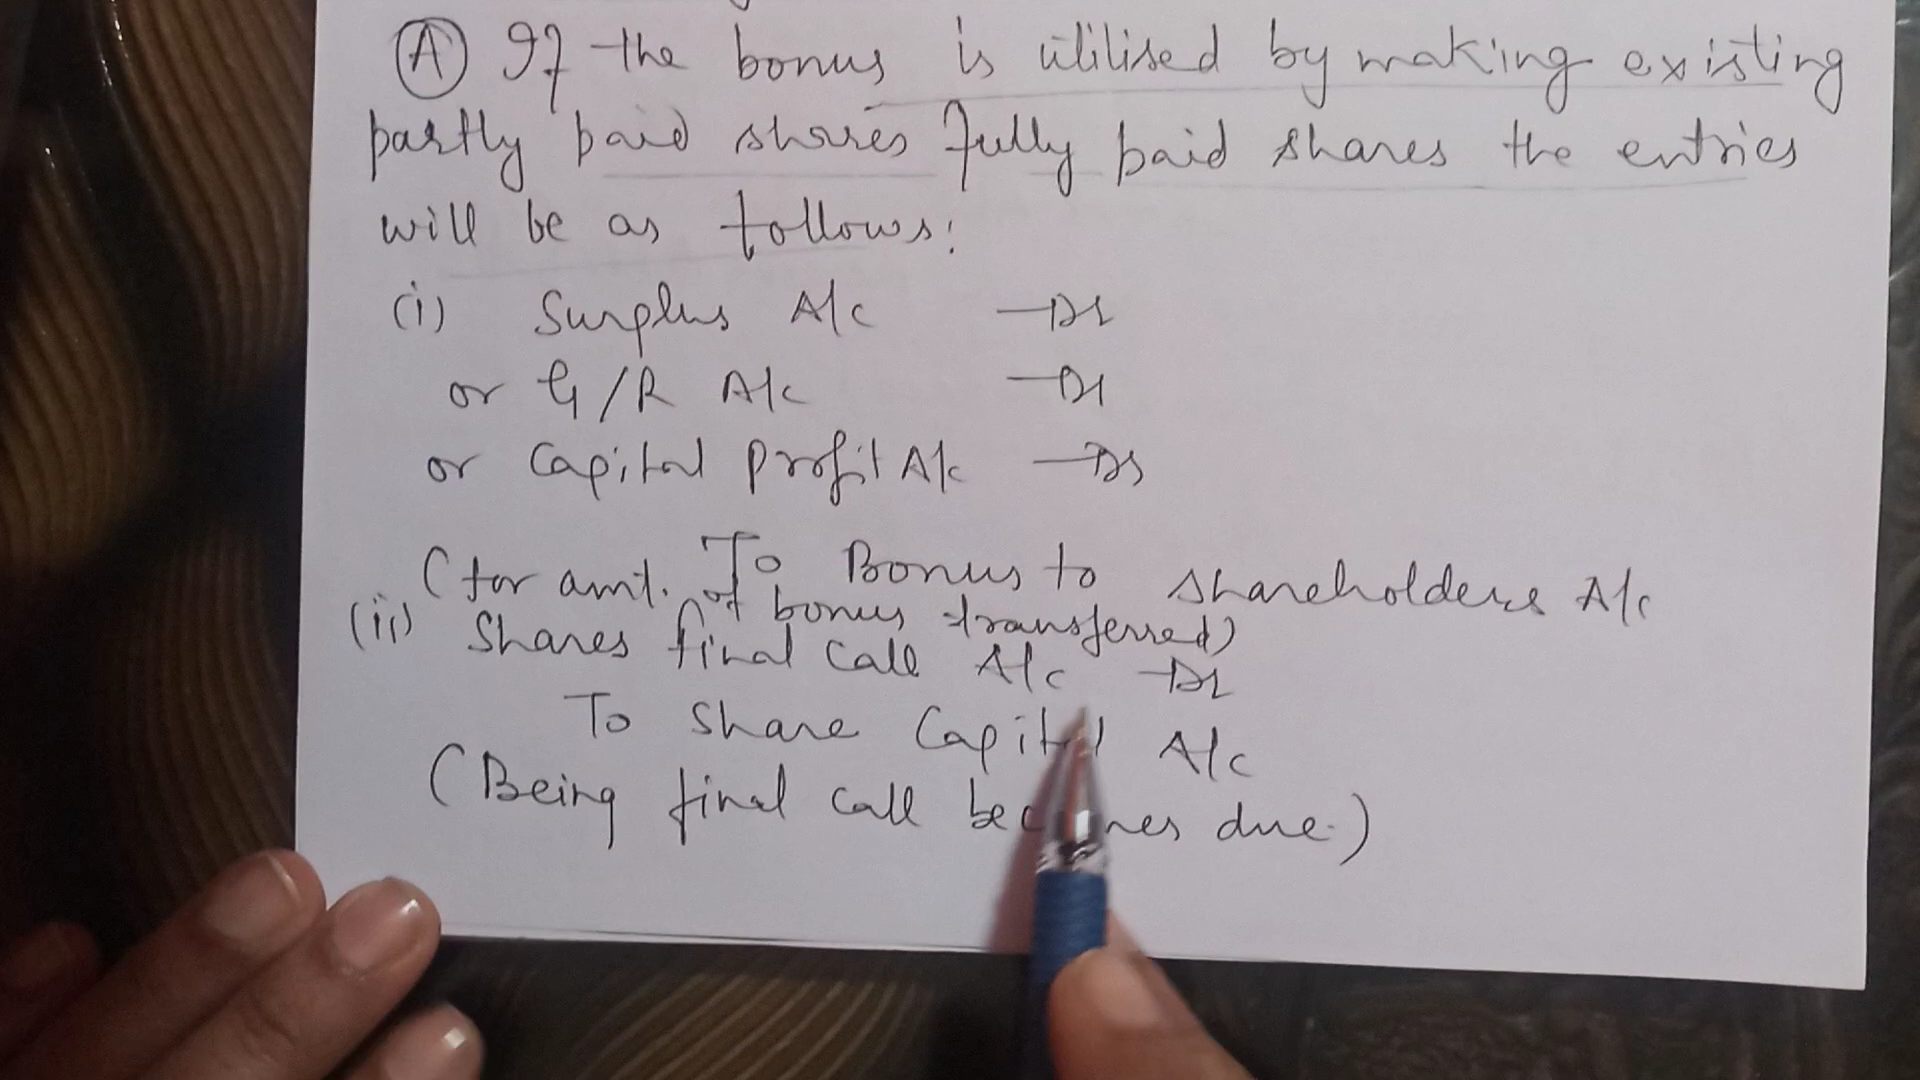 (A) If the bonus is utilised by making existing
partly paid shares fully paid shares the entries
will be as follows:
(i) Surplus A/c —Dr
or G/R A/c —Dr
or Capital Profit A/c —Dr
To Bonus to shareholders A/c
(for amt. of bonus transferred)
(ii) Shares final call A/c —Dr
To Share Capital A/c
(Being final call becomes due.)